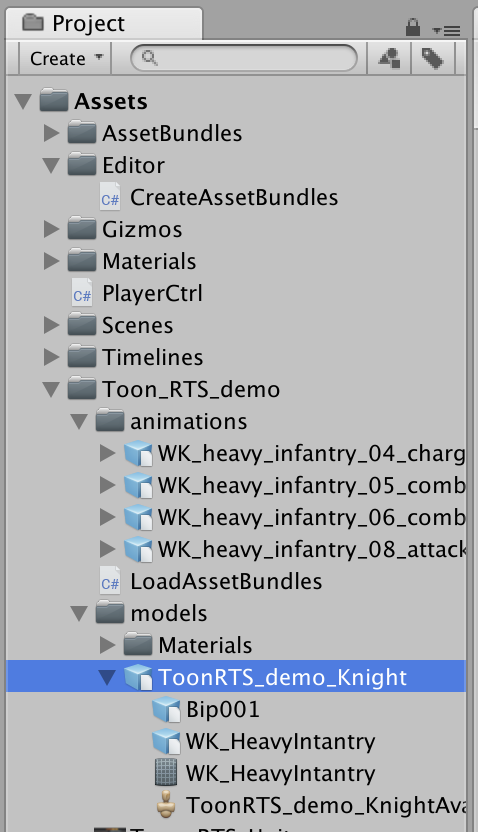 Project
Create
Assets
AssetBundles
Editor
C# CreateAssetBundles
Gizmos
Materials
C# PlayerCtrl
Scenes
Timelines
Toon_RTS_demo
animations
WK_heavy_infantry_04_charg
WK_heavy_infantry_05_comb
WK_heavy_infantry_06_comb
WK_heavy_infantry_08_attack
C# LoadAssetBundles
models
Materials
ToonRTS_demo_Knight
Bip001
WK_HeavyIntantry
WK_HeavyIntantry
ToonRTS_demo_KnightAva